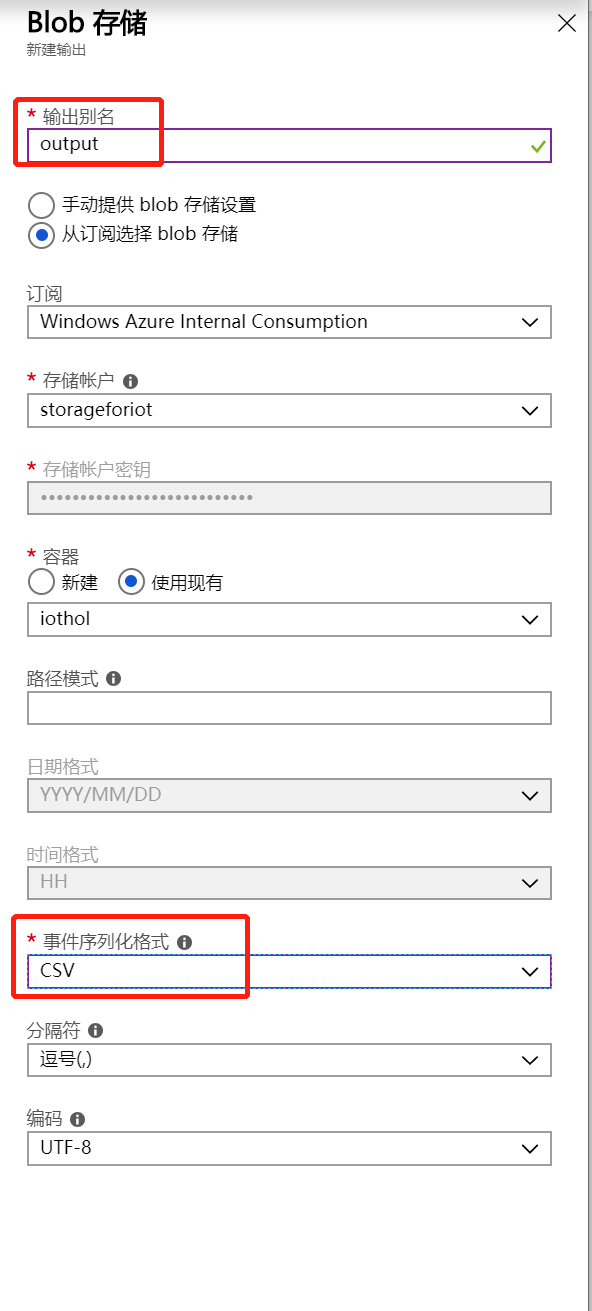 Blob 存储
新建输出
* 输出别名
output
手动提供 blob 存储设置
从订阅选择 blob 存储
订阅
Windows Azure Internal Consumption
* 存储帐户
storageforiot
* 存储帐户密钥
•••••••••••••••••••••••••••
* 容器
新建 使用现有
iothol
路径模式
日期格式
YYYY/MM/DD
时间格式
HH
* 事件序列化格式
CSV
分隔符
逗号(,)
编码
UTF-8